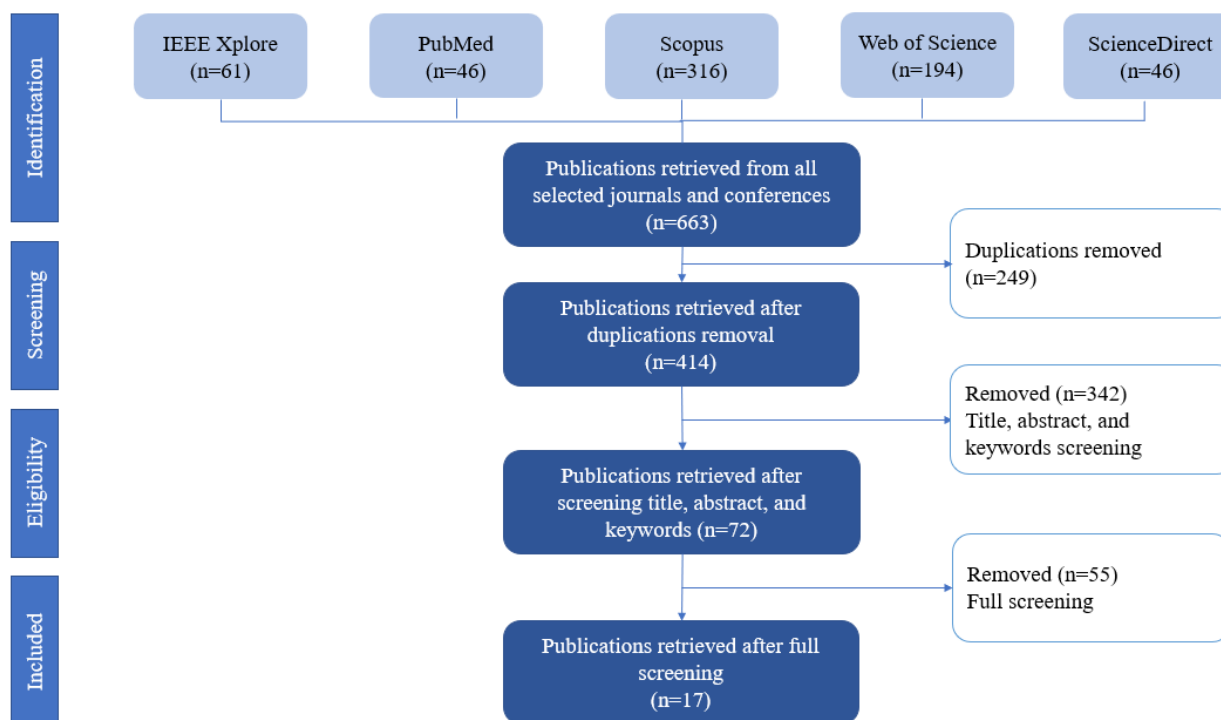 Identification
IEEE Xplore
(n=61)
PubMed
(n=46)
Scopus
(n=316)
Web of Science
(n=194)
ScienceDirect
(n=46)
Publications retrieved from all
selected journals and conferences
(n=663)
Screening
Duplications removed
(n=249)
Publications retrieved after
duplications removal
(n=414)
Removed (n=342)
Title, abstract, and
keywords screening
Eligibility
Publications retrieved after
screening title, abstract, and
keywords (n=72)
Removed (n=55)
Full screening
Included
Publications retrieved after full
screening
(n=17)